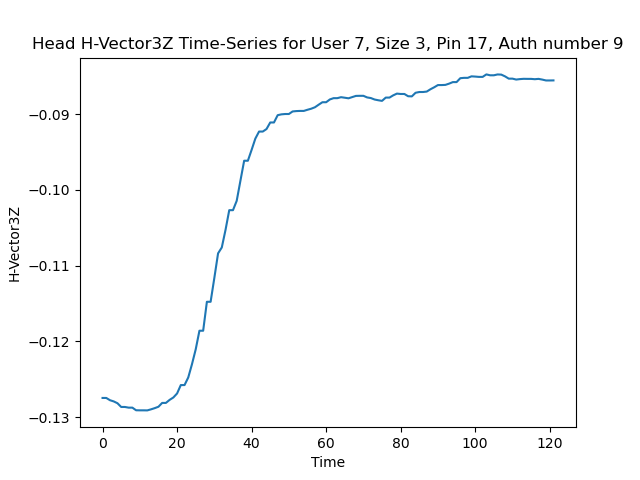 Head H-Vector3Z Time-Series for User 7, Size 3, Pin 17, Auth number 9
H-Vector3Z
−0.09
−0.10
−0.11
−0.12
−0.13
0 20 40 60 80 100 120
Time